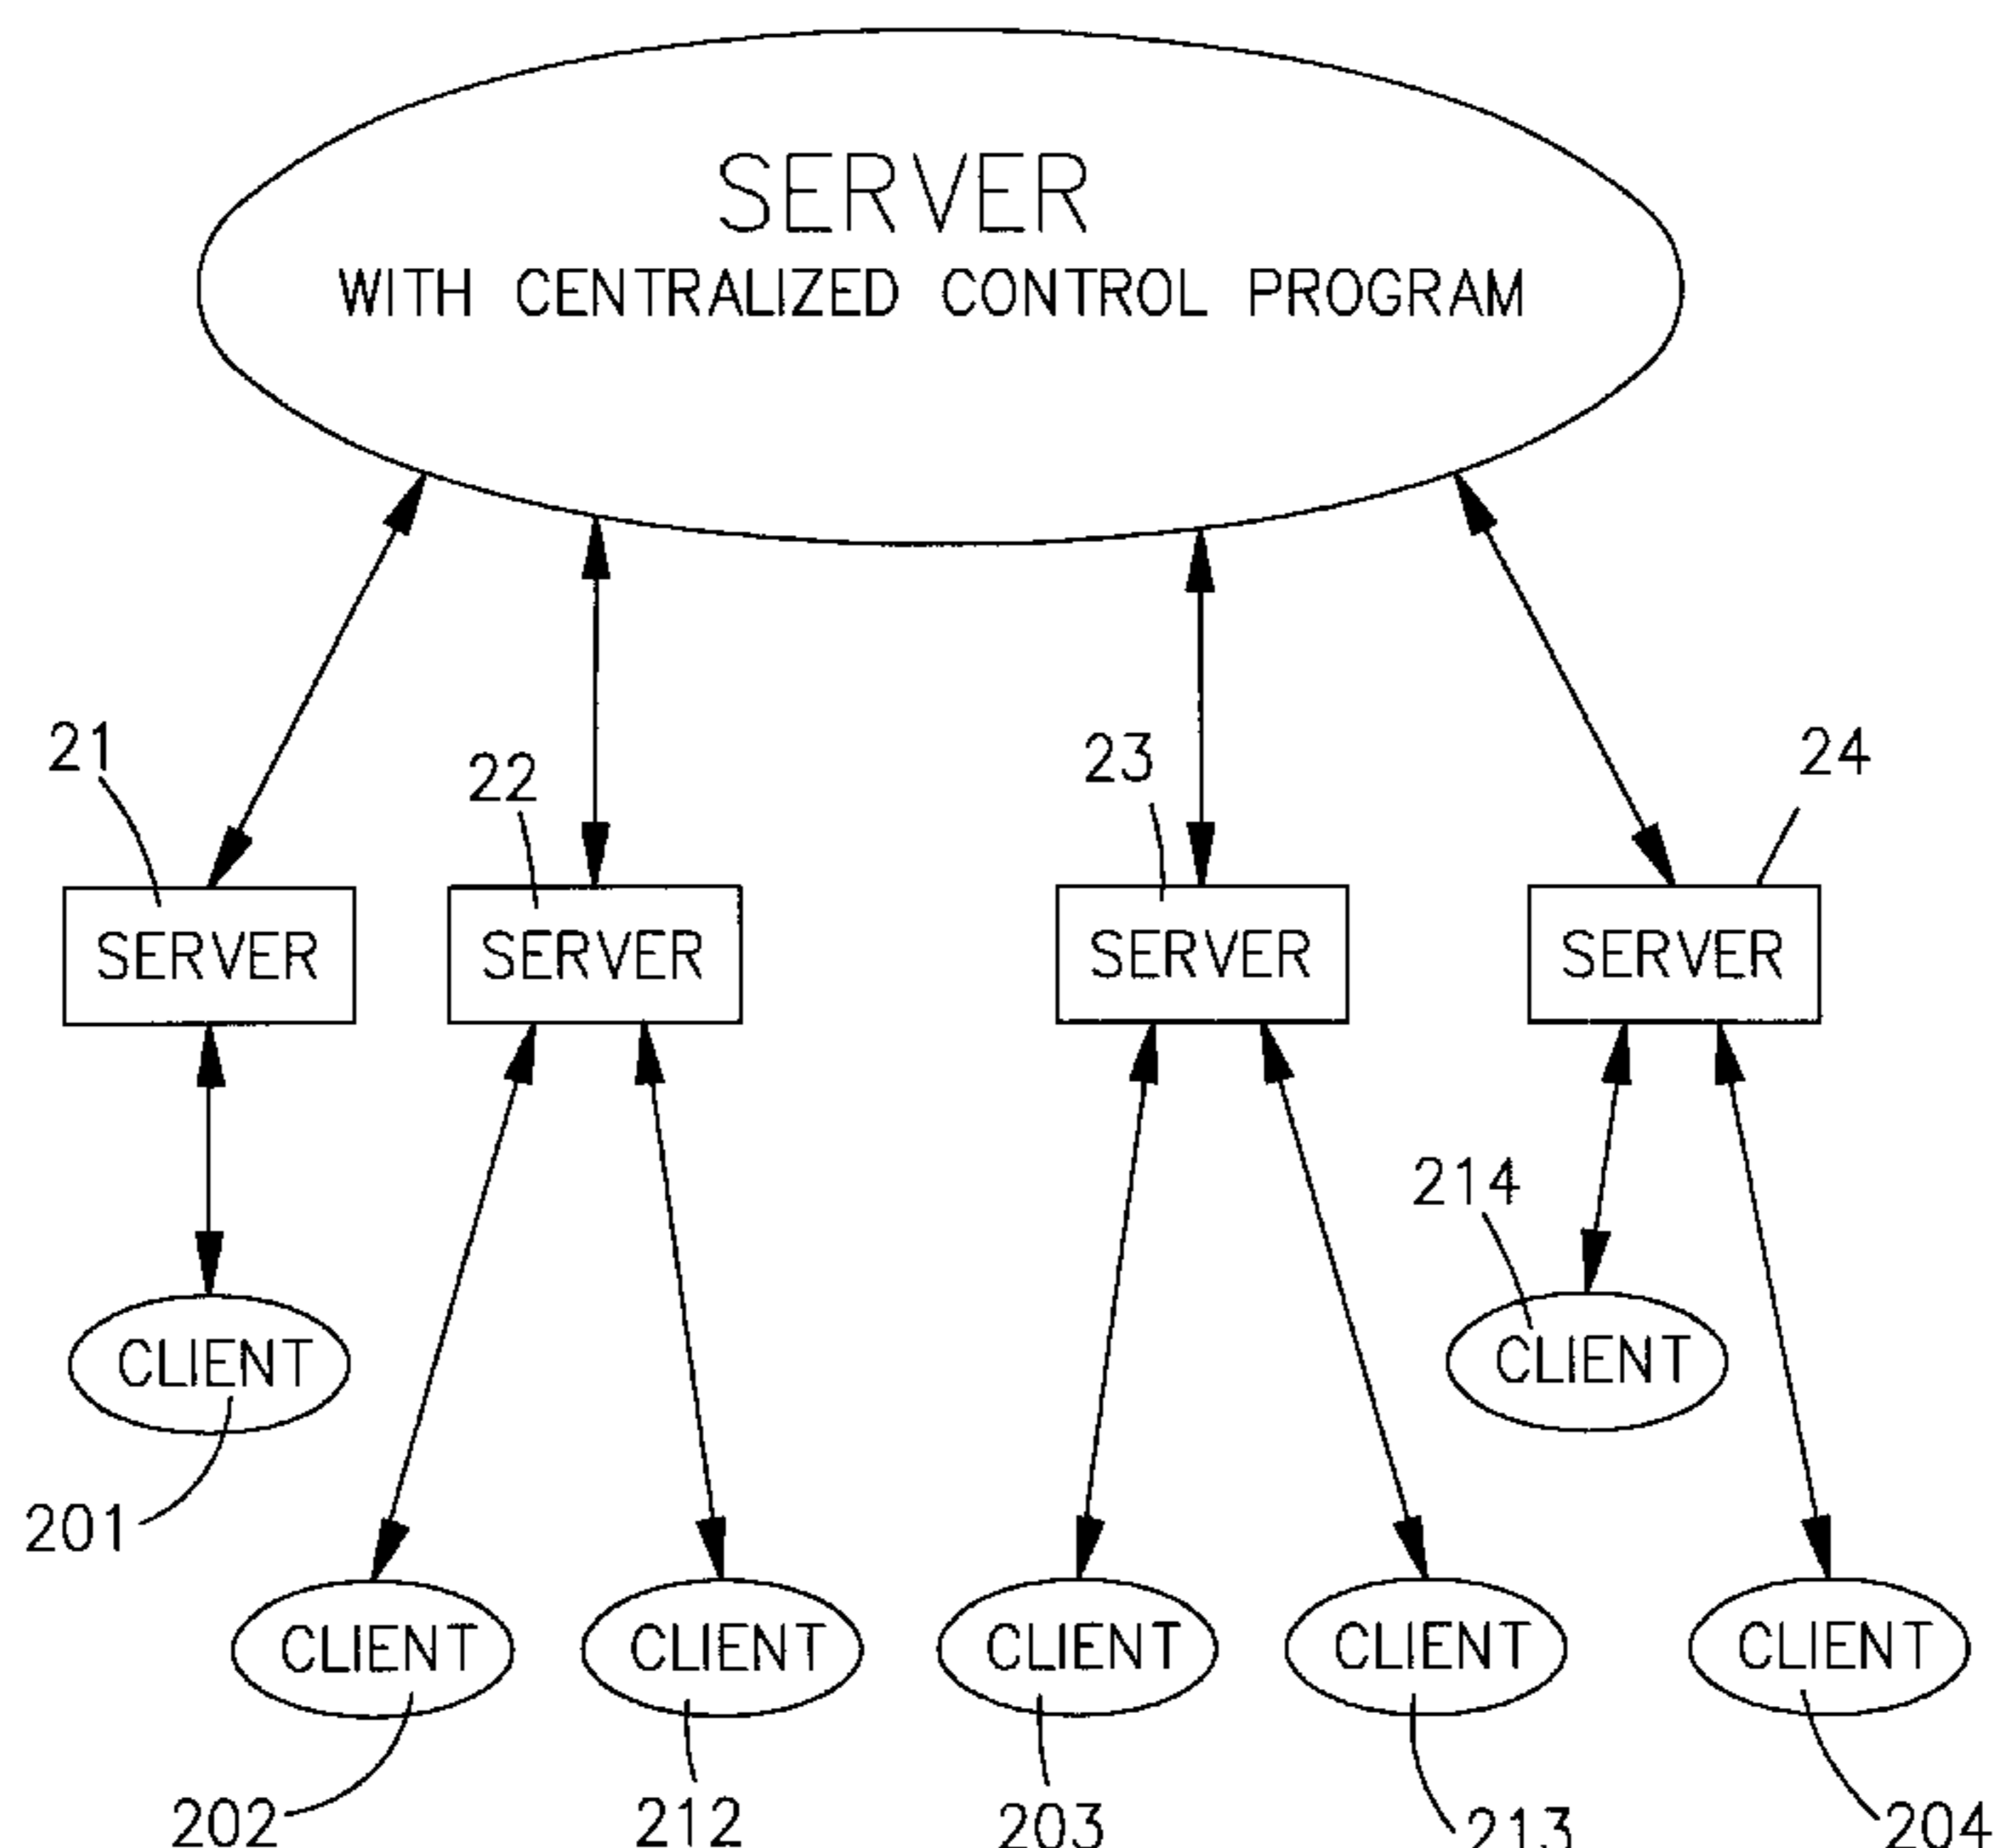 SERVER
WITH CENTRALIZED CONTROL PROGRAM
21
22
23
24
SERVER
SERVER
SERVER
SERVER
214
CLIENT
CLIENT
201
CLIENT
CLIENT
CLIENT
CLIENT
CLIENT
202
212
203
213
204